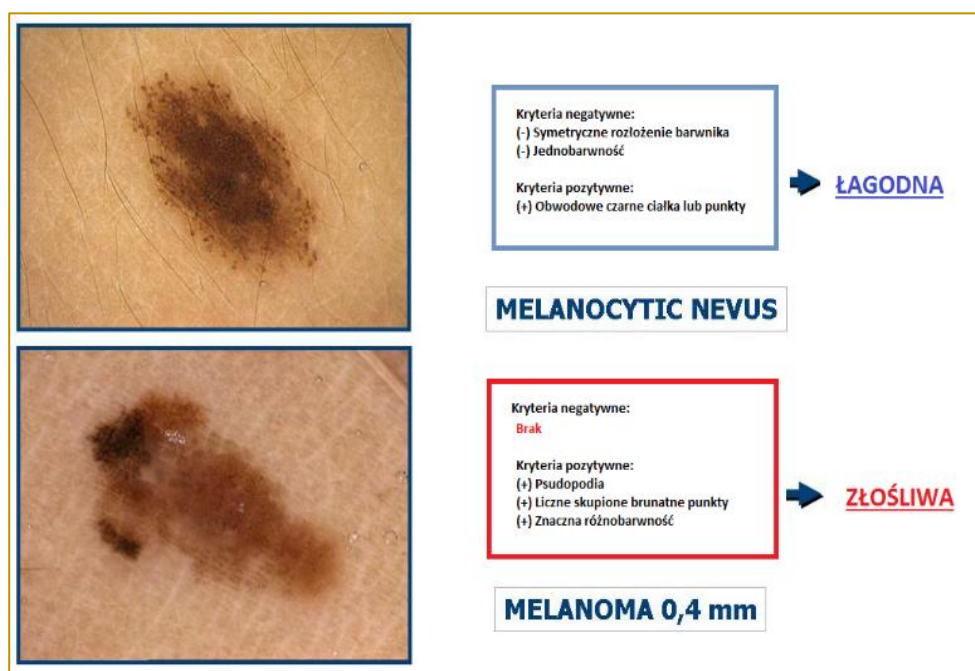 Kryteria negatywne:
(-) Symetryczne rozłożenie barwnika
(-) Jednobarwność
Kryteria pozytywne:
(+) Obwodowe czarne ciałka lub punkty
ŁAGODNA
MELANOCYTIC NEVUS
Kryteria negatywne:
Brak
Kryteria pozytywne:
(+) Psudopodia
(+) Liczne skupione brunatne punkty
(+) Znaczna różnobarwność
ZŁOŚLIWA
MELANOMA 0,4 mm